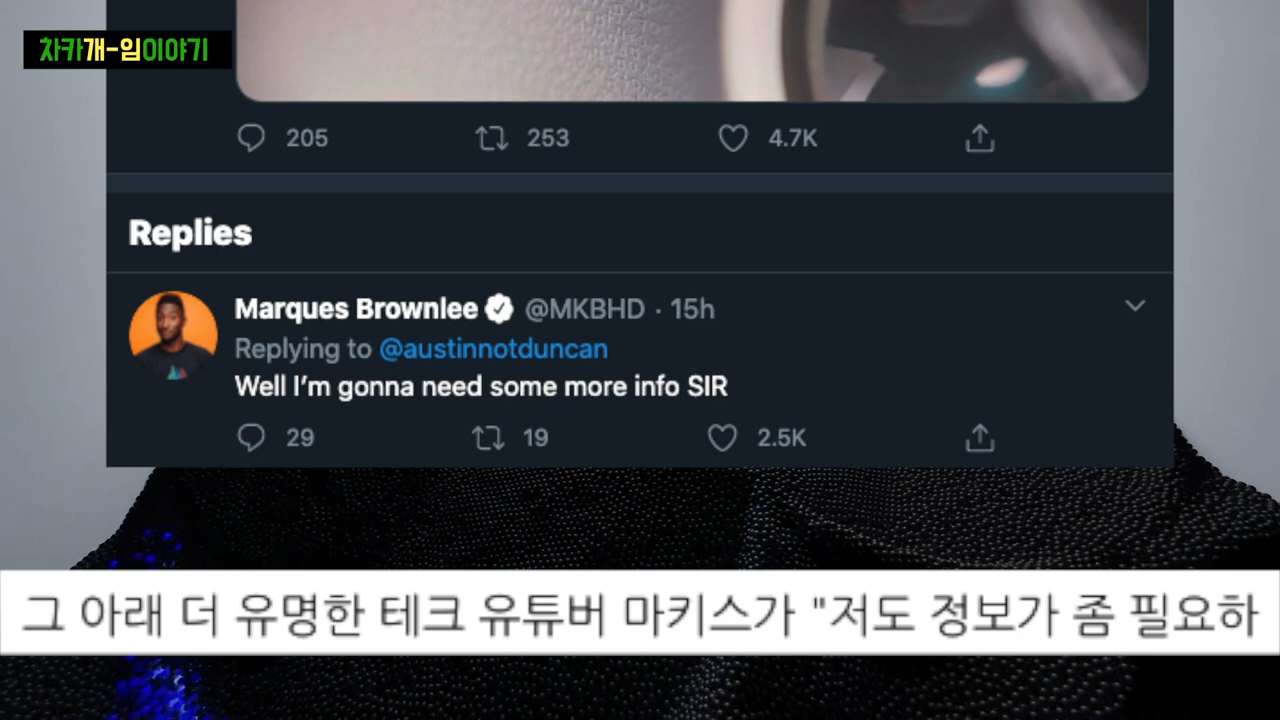 차카개-임이야기
205 253 4.7K
Replies
Marques Brownlee @MKBHD · 15h
Replying to @austinnotduncan
Well I’m gonna need some more info SIR
29 19 2.5K
그 아래 더 유명한 테크 유튜버 마키스가 "저도 정보가 좀 필요하